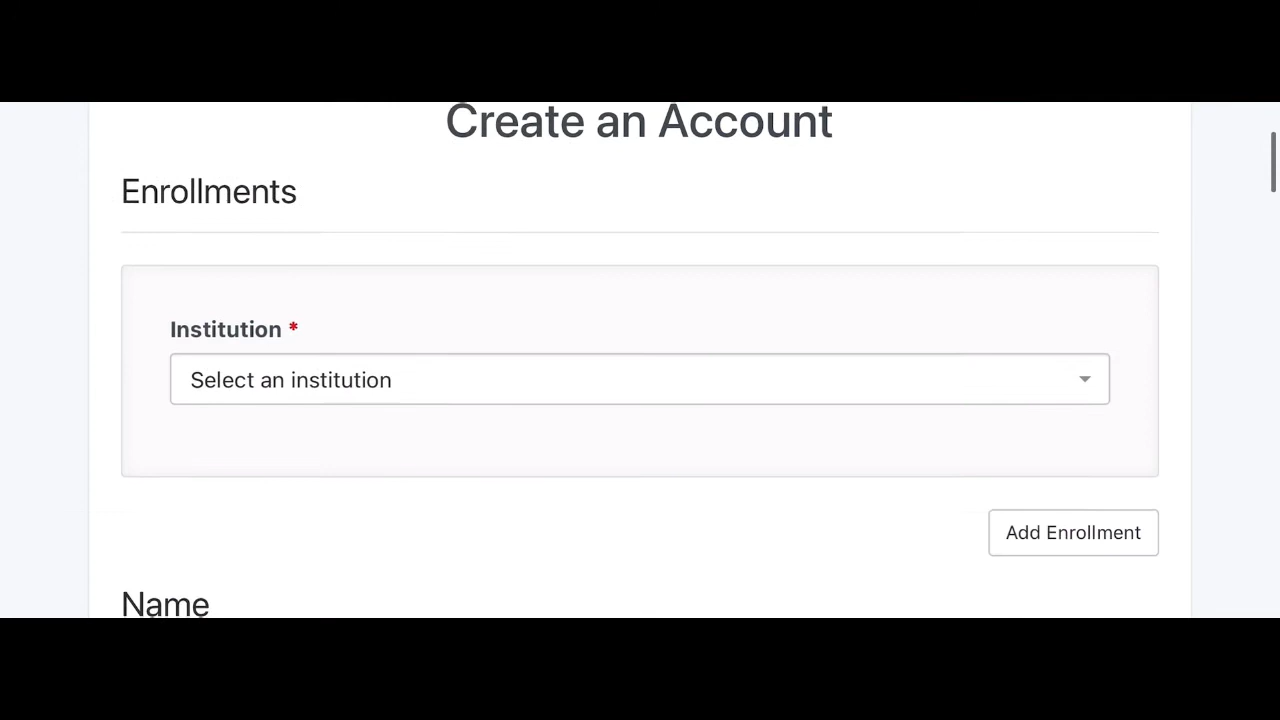 Create an Account
Enrollments
Institution *
Select an institution
Add Enrollment
Name